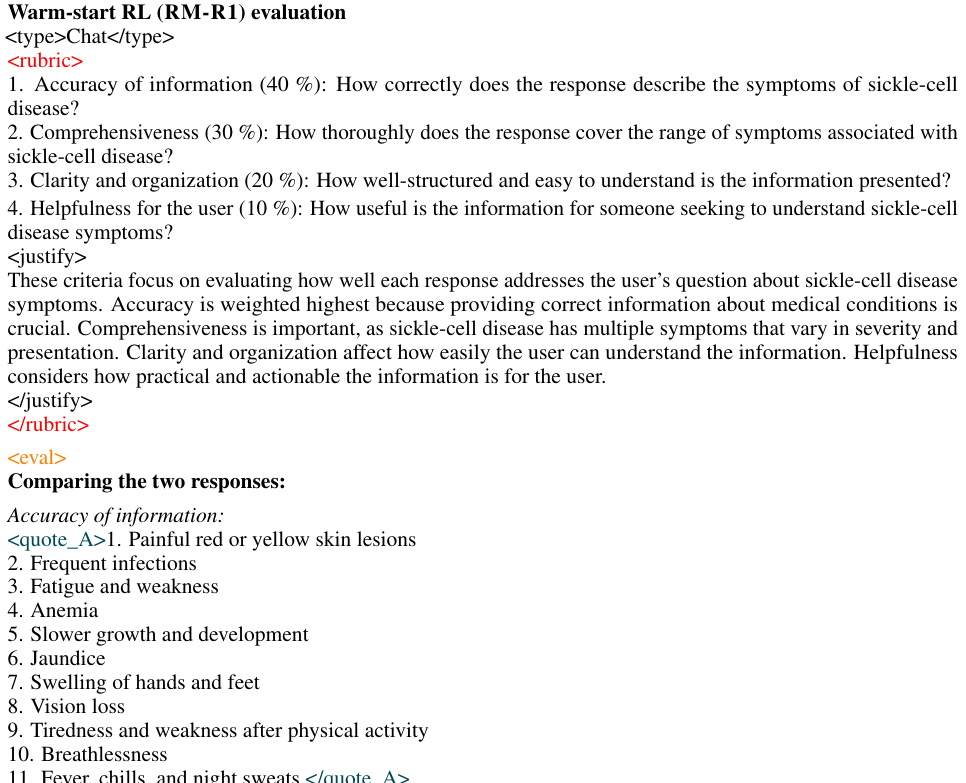 Warm-start RL (RM-R1) evaluation
<type>Chat</type>
<rubric>
1. Accuracy of information (40 %): How correctly does the response describe the symptoms of sickle-cell
disease?
2. Comprehensiveness (30 %): How thoroughly does the response cover the range of symptoms associated with
sickle-cell disease?
3. Clarity and organization (20 %): How well-structured and easy to understand is the information presented?
4. Helpfulness for the user (10 %): How useful is the information for someone seeking to understand sickle-cell
disease symptoms?
<justify>
These criteria focus on evaluating how well each response addresses the user's question about sickle-cell disease
symptoms. Accuracy is weighted highest because providing correct information about medical conditions is
crucial. Comprehensiveness is important, as sickle-cell disease has multiple symptoms that vary in severity and
presentation. Clarity and organization affect how easily the user can understand the information. Helpfulness
considers how practical and actionable the information is for the user.
</justify>
</rubric>
<eval>
Comparing the two responses:
Accuracy of information:
<quote_A>1. Painful red or yellow skin lesions
2. Frequent infections
3. Fatigue and weakness
4. Anemia
5. Slower growth and development
6. Jaundice
7. Swelling of hands and feet
8. Vision loss
9. Tiredness and weakness after physical activity
10. Breathlessness
11. Fever, chills, and night sweats </quote_A>